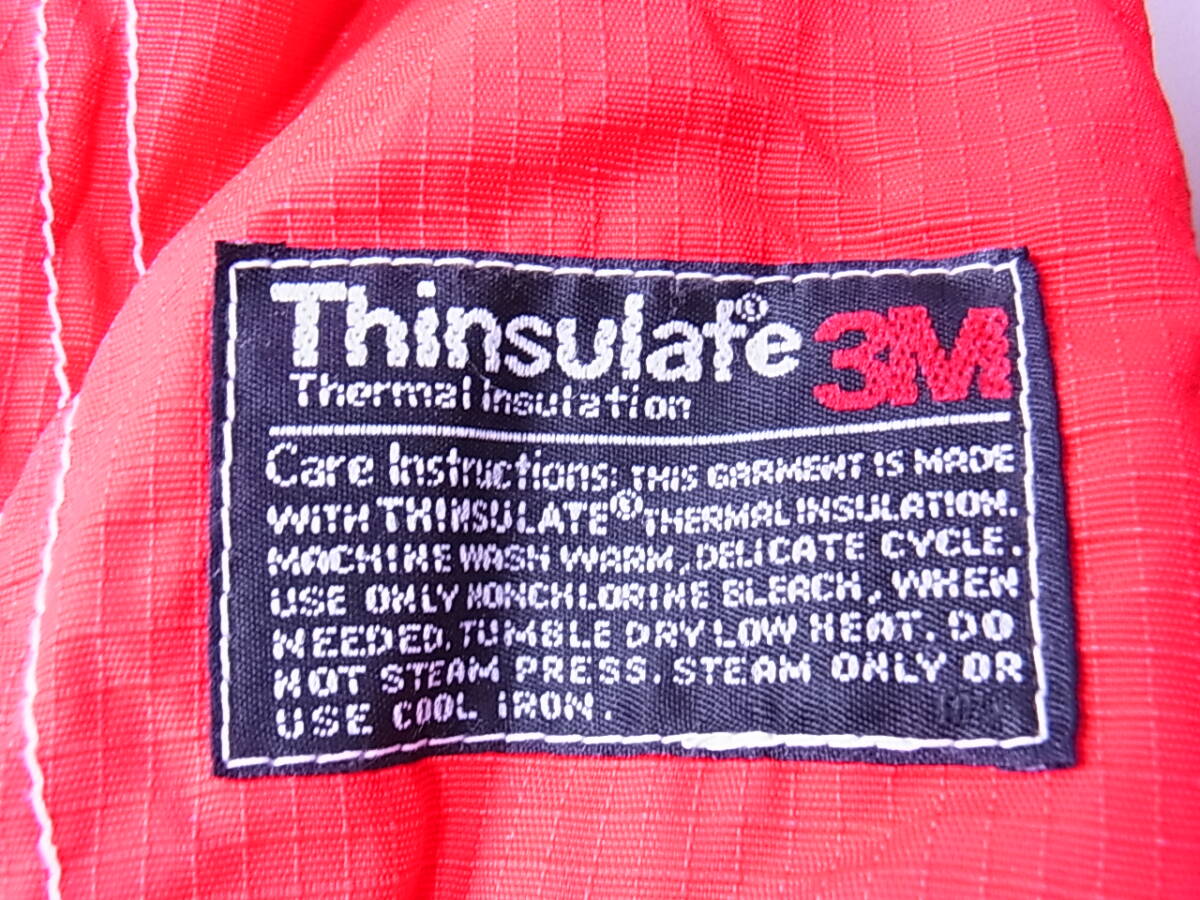 Thinsulate® 3M
Thermal Insulation
Care Instructions: THIS GARMENT IS MADE
WITH THINSULATE® THERMAL INSULATION.
MACHINE WASH WARM, DELICATE CYCLE.
USE ONLY NONCHLORINE BLEACH, WHEN
NEEDED. TUMBLE DRY LOW HEAT. DO
NOT STEAM PRESS. STEAM ONLY OR
USE COOL IRON.